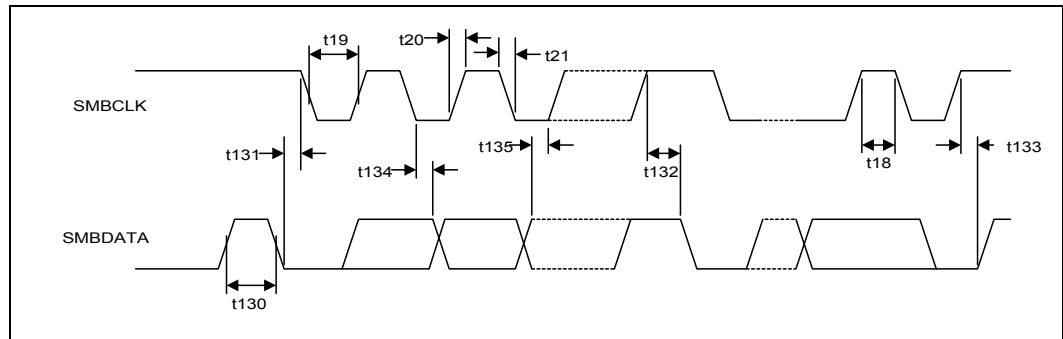 t19
t20
t21
SMBCLK
t131
t134
t135
t132
t18
t133
SMBDATA
t130